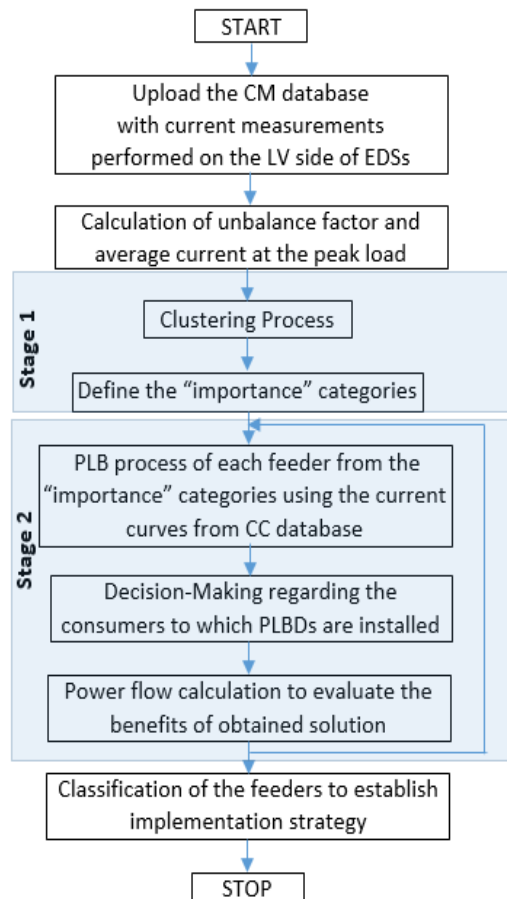 START
Upload the CM database
with current measurements
performed on the LV side of EDSs
Calculation of unbalance factor and
average current at the peak load
Stage 1
Clustering Process
Define the “importance” categories
Stage 2
PLB process of each feeder from the
“importance” categories using the current
curves from CC database
Decision-Making regarding the
consumers to which PLBDs are installed
Power flow calculation to evaluate the
benefits of obtained solution
Classification of the feeders to establish
implementation strategy
STOP